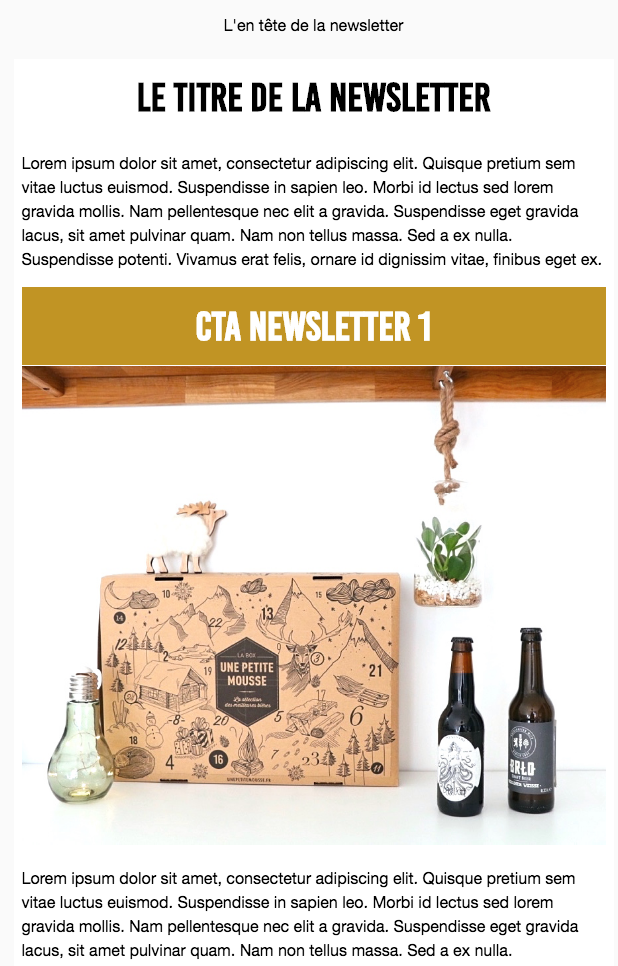 L'en tête de la newsletter
LE TITRE DE LA NEWSLETTER
Lorem ipsum dolor sit amet, consectetur adipiscing elit. Quisque pretium sem
vitae luctus euismod. Suspendisse in sapien leo. Morbi id lectus sed lorem
gravida mollis. Nam pellentesque nec elit a gravida. Suspendisse eget gravida
lacus, sit amet pulvinar quam. Nam non tellus massa. Sed a ex nulla.
Suspendisse potenti. Vivamus erat felis, ornare id dignissim vitae, finibus eget ex.
CTA NEWSLETTER 1
10
15
14
13
22
12
2
19
3
21
LA BOX
UNE PETITE
MOUSSE
La sélection
des meilleures bières
17
8
20
5
6
18
4
16
7
23
11
UNEPETITEMOUSSE.FR
BRLO
Lorem ipsum dolor sit amet, consectetur adipiscing elit. Quisque pretium sem
vitae luctus euismod. Suspendisse in sapien leo. Morbi id lectus sed lorem
gravida mollis. Nam pellentesque nec elit a gravida. Suspendisse eget gravida
lacus, sit amet pulvinar quam. Nam non tellus massa. Sed a ex nulla.